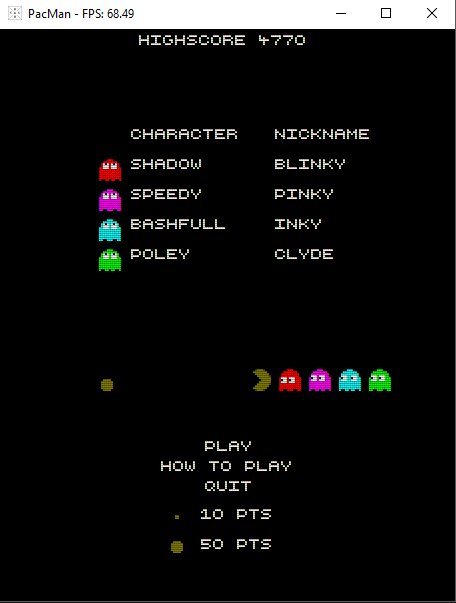 PacMan - FPS: 68.49
HIGHSCORE 4770
CHARACTER NICKNAME
SHADOW BLINKY
SPEEDY PINKY
BASHFULL INKY
POLEY CLYDE
PLAY
HOW TO PLAY
QUIT
10 PTS
50 PTS